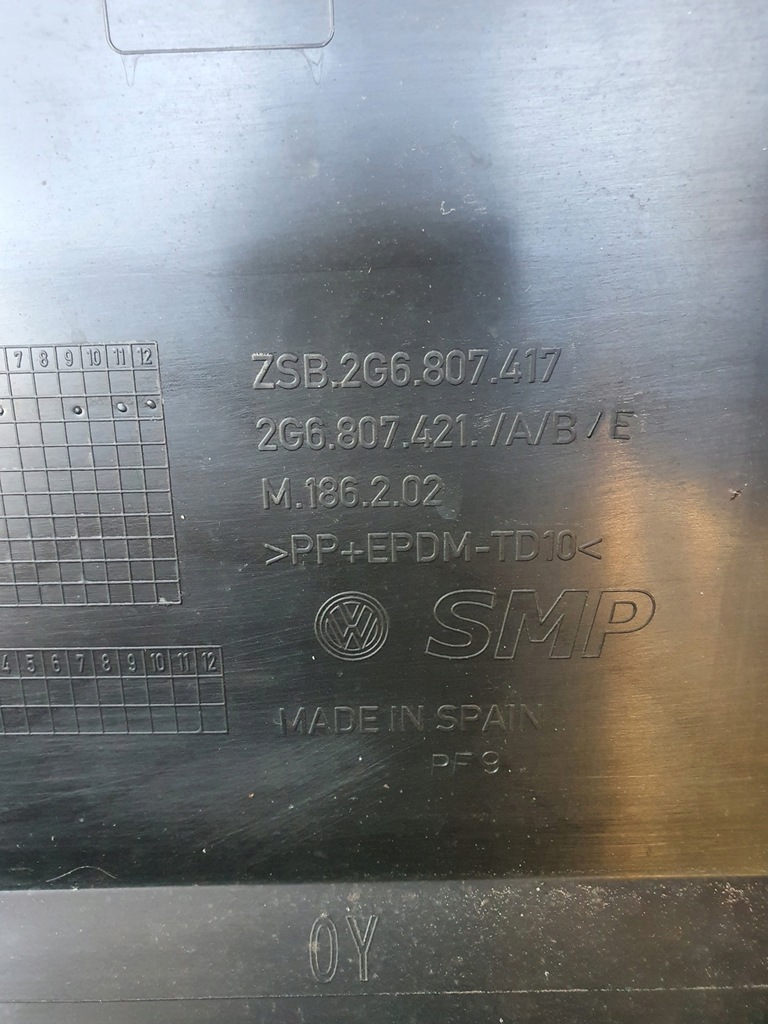 7 8 9 10 11 12
ZSB.2G6.807.417
2G6.807.421./A/B/E
M.186.2.02
>PP+EPDM-TD10<
VW SMP
4 5 6 7 8 9 10 11 12
MADE IN SPAIN
PF 9
0Y